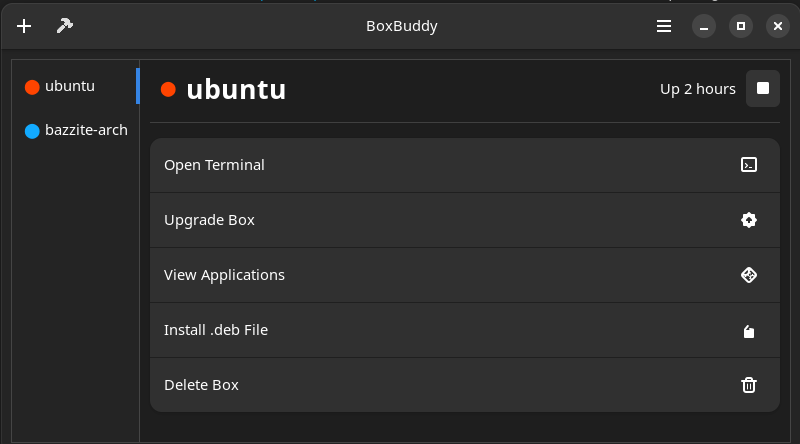 BoxBuddy
ubuntu
bazzite-arch
ubuntu
Up 2 hours
Open Terminal
Upgrade Box
View Applications
Install .deb File
Delete Box